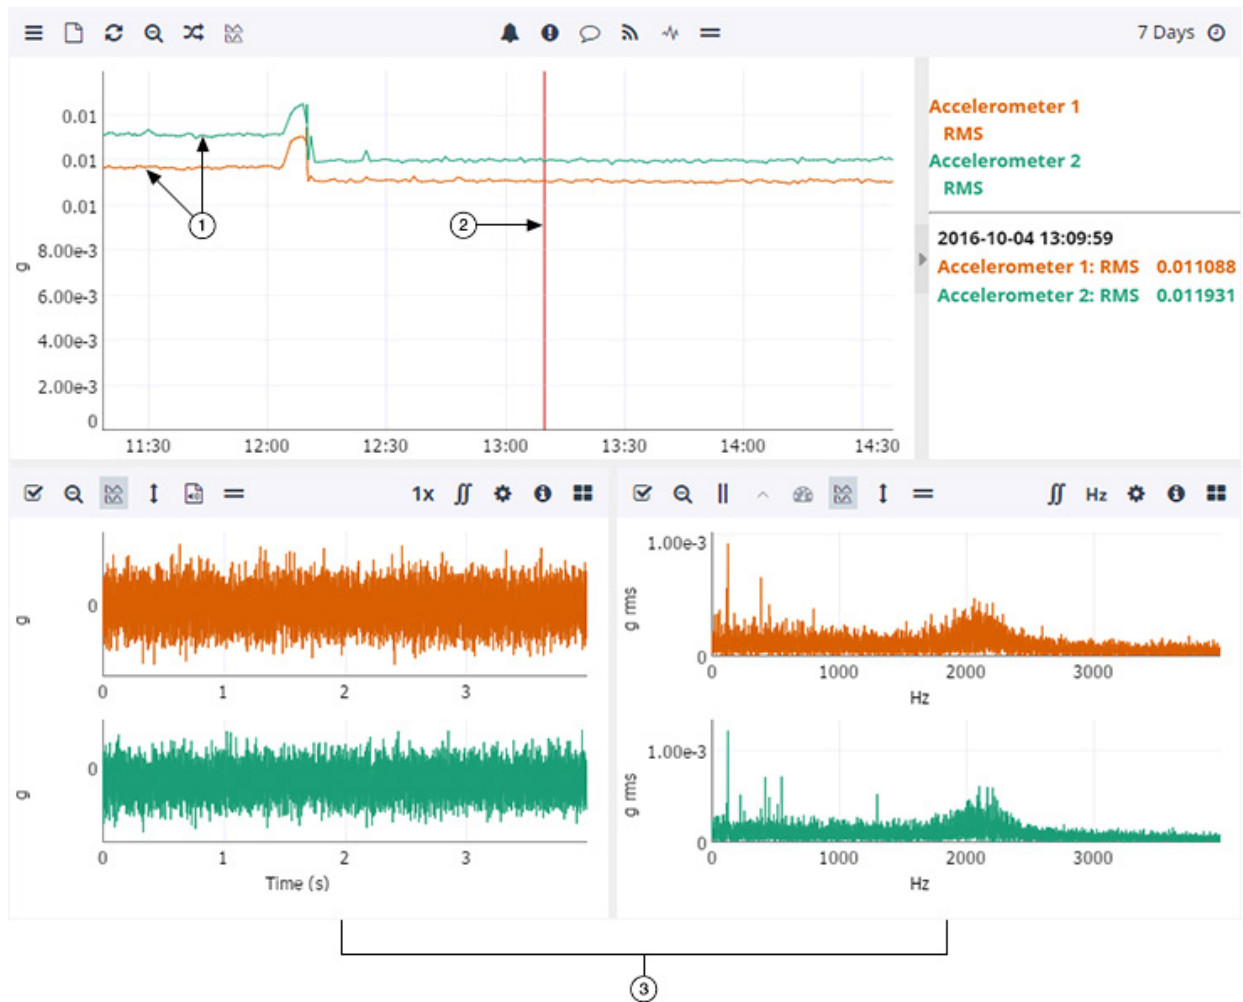 7 Days
0.01
0.01
0.01
8.00e-3
6.00e-3
4.00e-3
2.00e-3
0
g
11:30 12:00 12:30 13:00 13:30 14:00 14:30
1
2
Accelerometer 1
RMS
Accelerometer 2
RMS
2016-10-04 13:09:59
Accelerometer 1: RMS 0.011088
Accelerometer 2: RMS 0.011931
1x
Hz
0
g
0 1 2 3
0
g
0 1 2 3
Time (s)
1.00e-3
g rms
0
0 1000 2000 3000
Hz
1.00e-3
g rms
0
0 1000 2000 3000
Hz
3